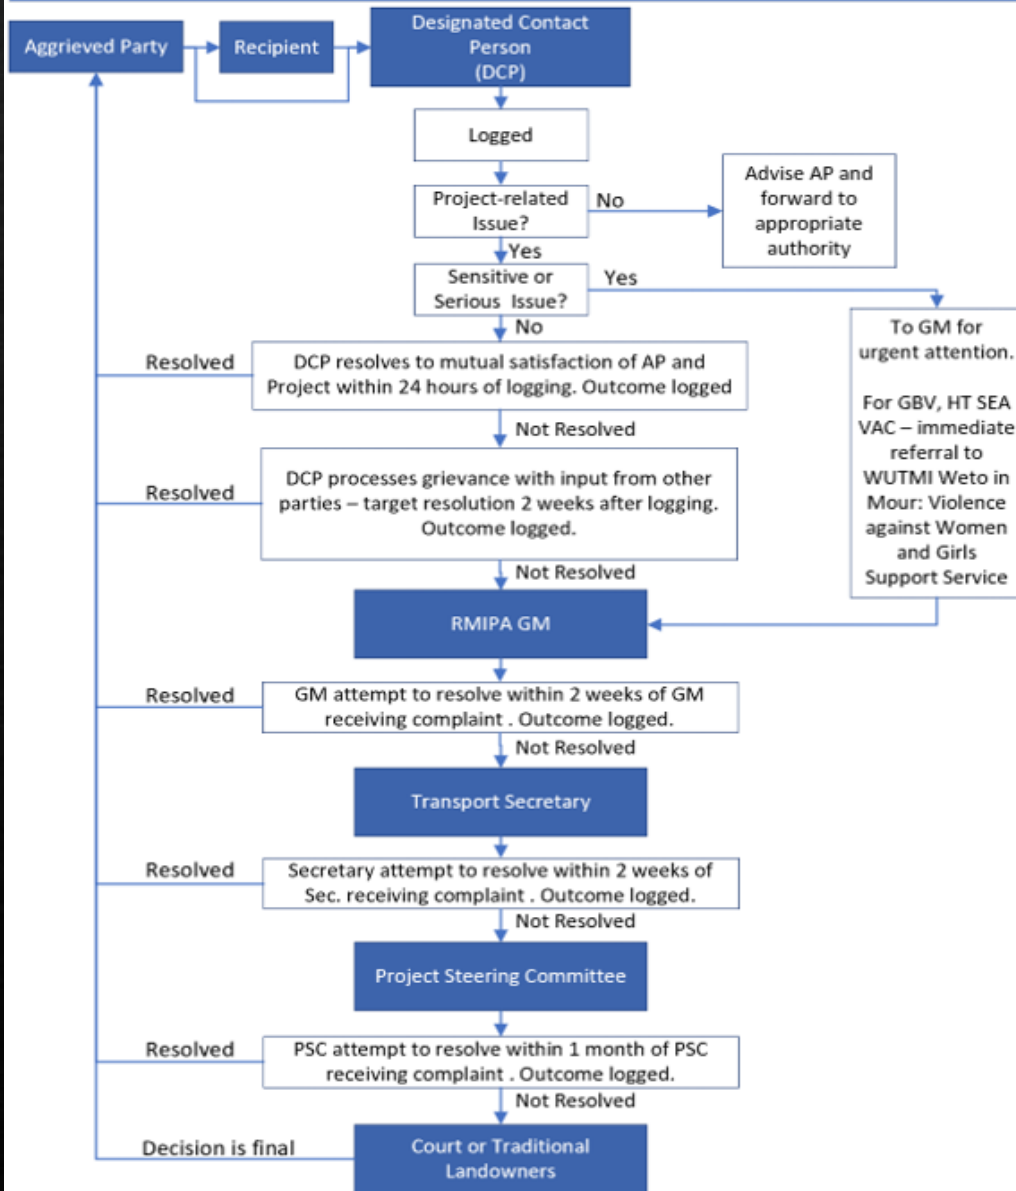 Aggrieved Party
Recipient
Designated Contact
Person
(DCP)
Logged
Project-related
Issue?
No
Advise AP and
forward to
appropriate
authority
Yes
Sensitive or
Serious Issue?
Yes
No
To GM for
urgent attention.
For GBV, HT SEA
VAC – immediate
referral to
WUTMI Weto in
Mour: Violence
against Women
and Girls
Support Service
Resolved
DCP resolves to mutual satisfaction of AP and
Project within 24 hours of logging. Outcome logged
Not Resolved
Resolved
DCP processes grievance with input from other
parties – target resolution 2 weeks after logging.
Outcome logged.
Not Resolved
RMIPA GM
Resolved
GM attempt to resolve within 2 weeks of GM
receiving complaint . Outcome logged.
Not Resolved
Transport Secretary
Resolved
Secretary attempt to resolve within 2 weeks of
Sec. receiving complaint . Outcome logged.
Not Resolved
Project Steering Committee
Resolved
PSC attempt to resolve within 1 month of PSC
receiving complaint . Outcome logged.
Not Resolved
Decision is final
Court or Traditional
Landowners